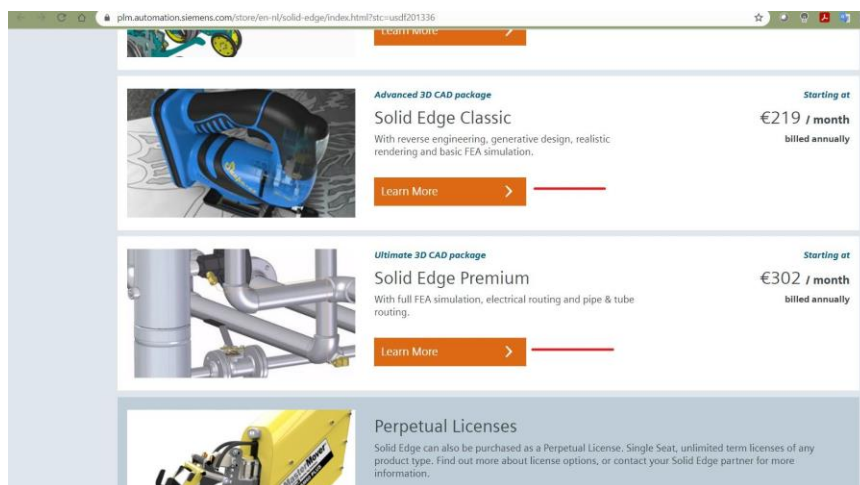 plm.automation.siemens.com/store/en-nl/solid-edge/index.html?stc=usdf201336
Learn More
Advanced 3D CAD package
Starting at
Solid Edge Classic
€219 / month
With reverse engineering, generative design, realistic
rendering and basic FEA simulation.
billed annually
Learn More
Ultimate 3D CAD package
Starting at
Solid Edge Premium
€302 / month
With full FEA simulation, electrical routing and pipe & tube
routing.
billed annually
Learn More
Perpetual Licenses
Solid Edge can also be purchased as a Perpetual License. Single Seat, unlimited term licenses of any
product type. Find out more about license options, or contact your Solid Edge partner for more
information.
MasterMover